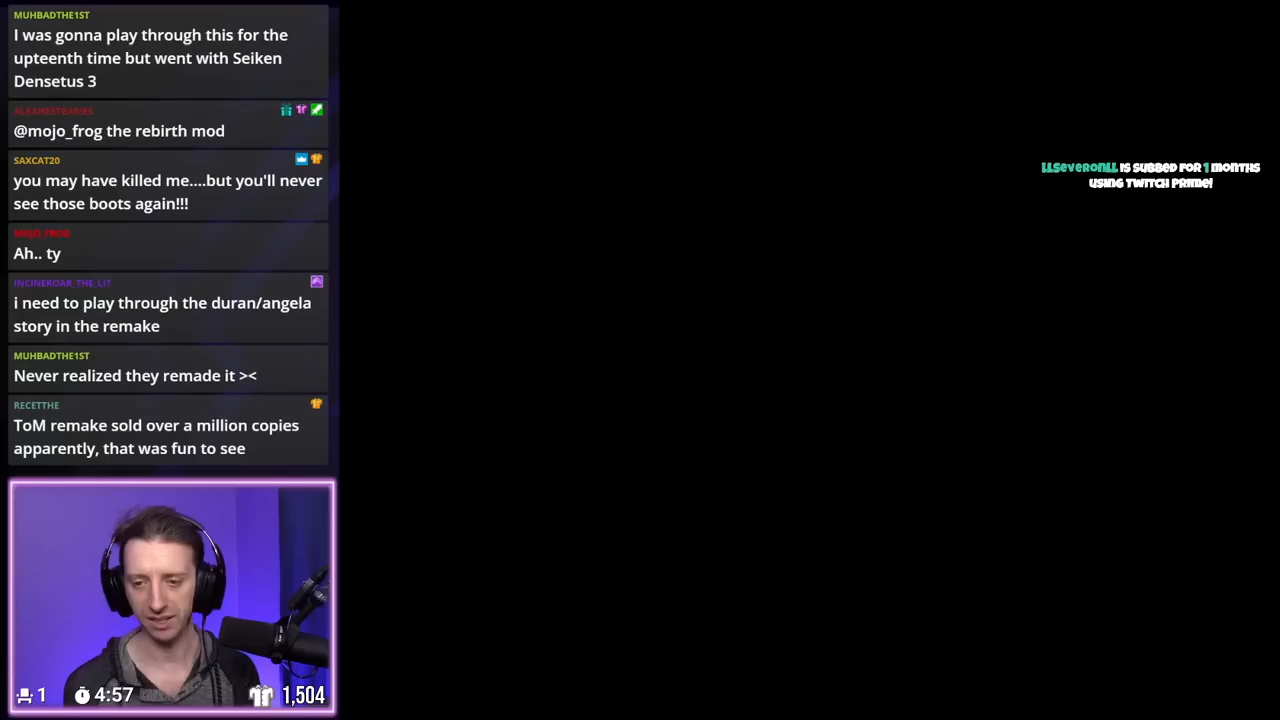 MUHBADTHE1ST
I was gonna play through this for the
upteenth time but went with Seiken
Densetus 3
@mojo_frog the rebirth mod
SAXCAT20
you may have killed me....but you'll never
see those boots again!!!
MOJO_FROG
Ah.. ty
INCINEROAR_THE_LIT
i need to play through the duran/angela
story in the remake
MUHBADTHE1ST
Never realized they remade it ><
RECETTHE
ToM remake sold over a million copies
apparently, that was fun to see
1
4:57
1,504
LLSeveronLL is subbed for 1 months
using Twitch Prime!